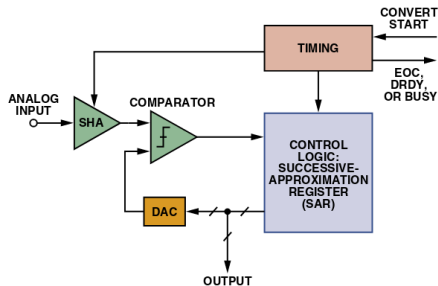 CONVERT
START
TIMING
EOC,
DRDY,
OR BUSY
ANALOG
INPUT
SHA
COMPARATOR
CONTROL
LOGIC:
SUCCESSIVE-
APPROXIMATION
REGISTER
(SAR)
DAC
OUTPUT